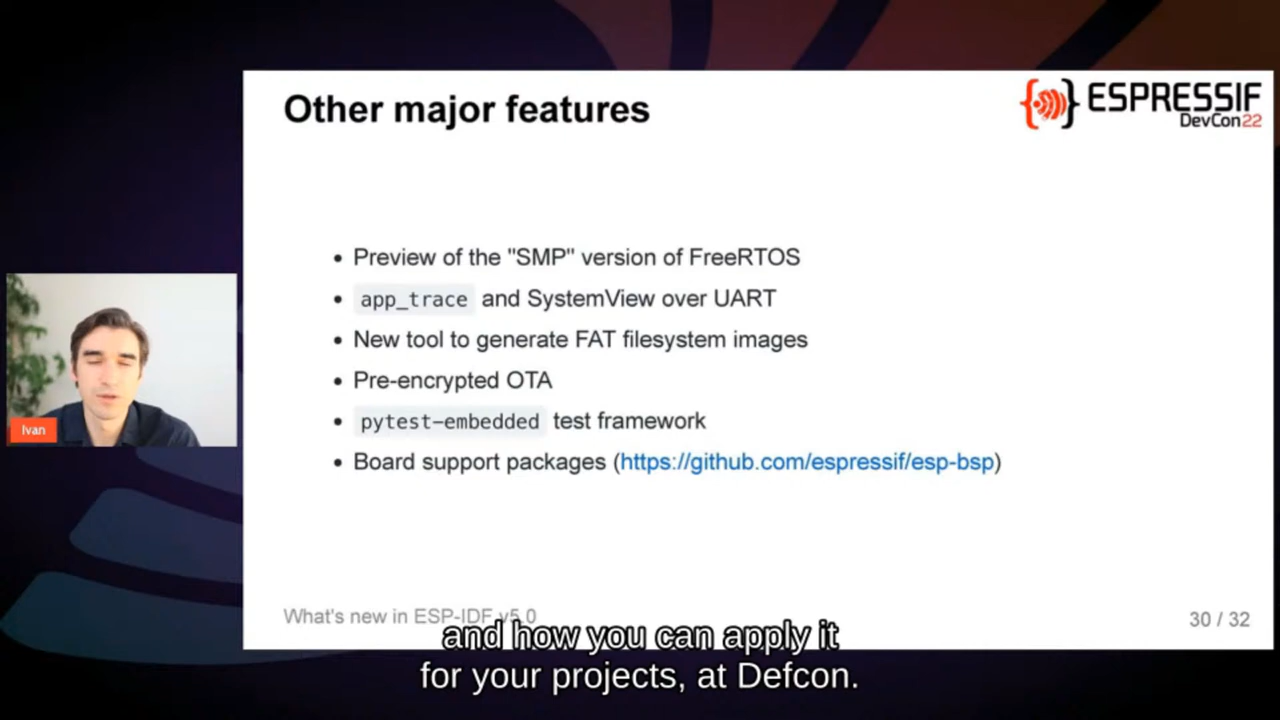 Other major features
ESPRESSIF
DevCon22
• Preview of the "SMP" version of FreeRTOS
• app_trace and SystemView over UART
• New tool to generate FAT filesystem images
• Pre-encrypted OTA
• pytest-embedded test framework
• Board support packages (https://github.com/espressif/esp-bsp)
Ivan
What's new in ESP-IDF v5.0
30 / 32
and how you can apply it
for your projects, at Defcon.